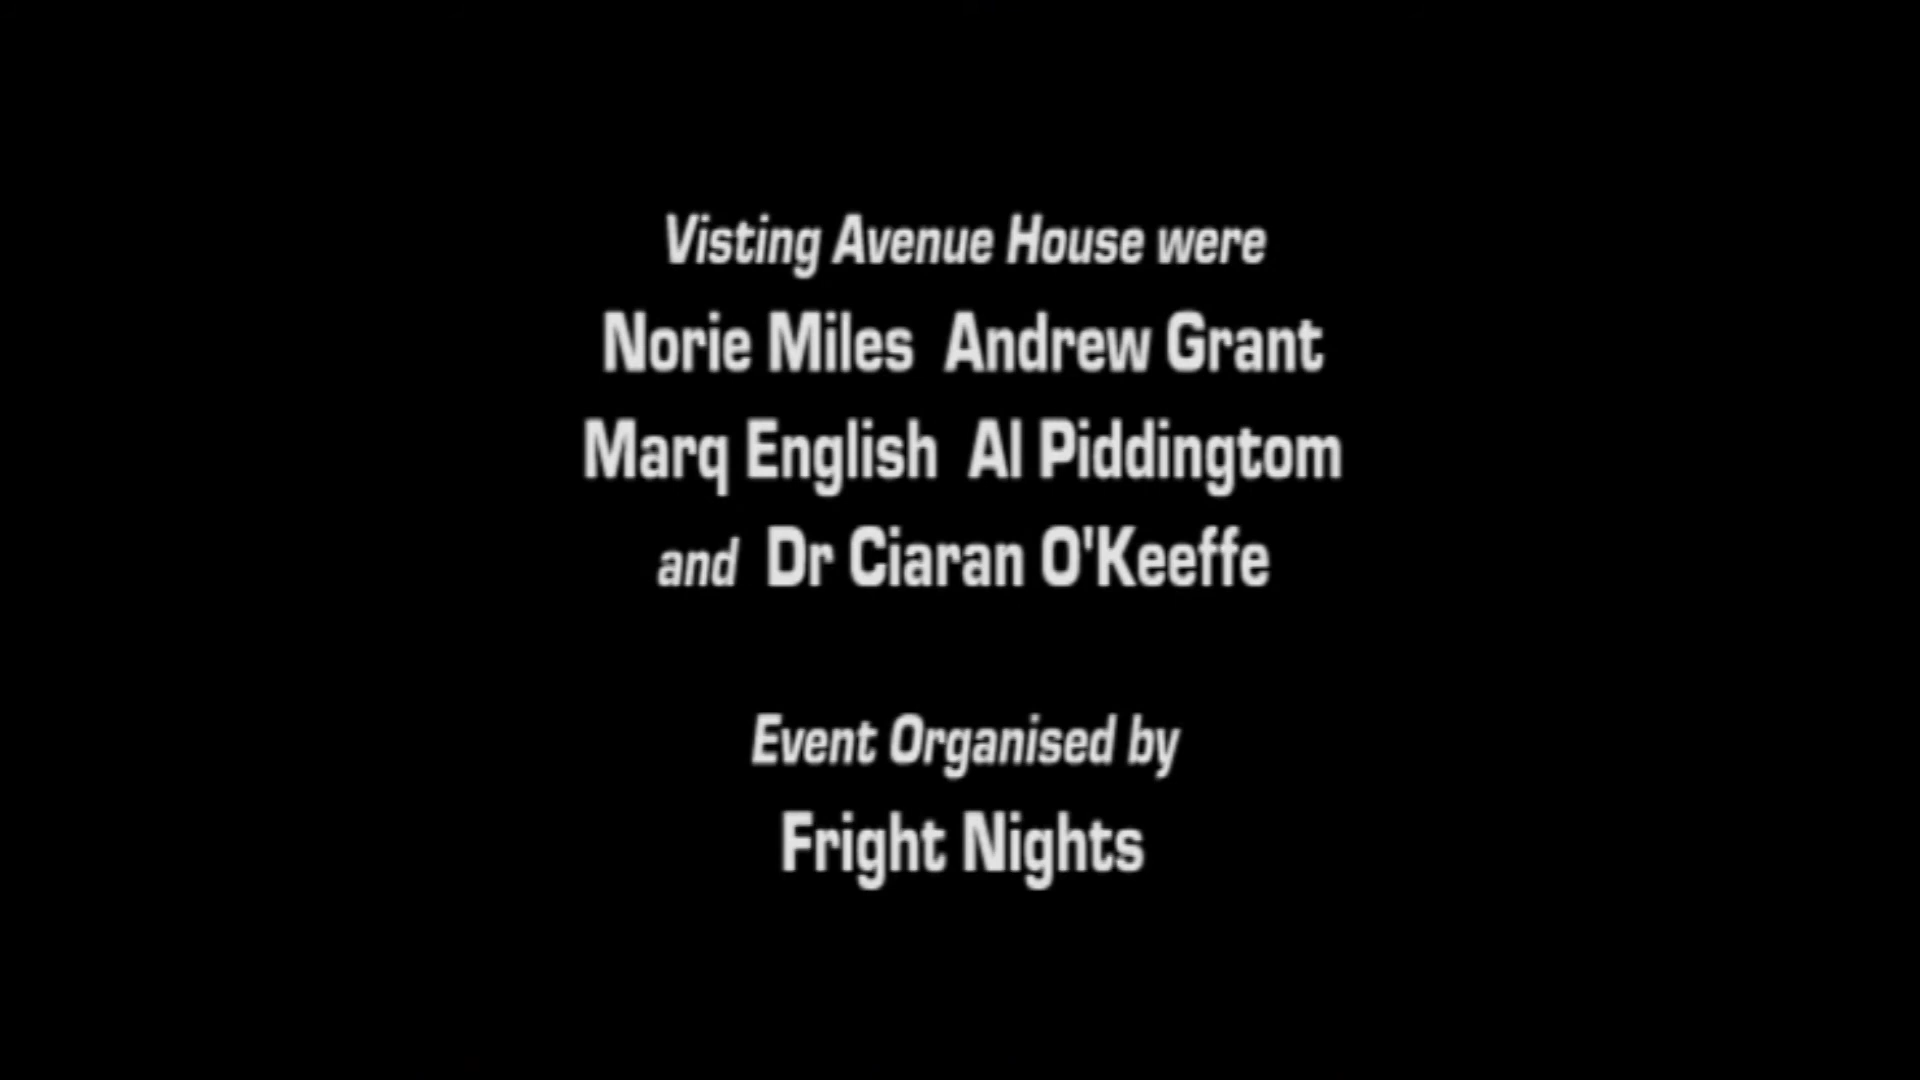 Visting Avenue House were
Norie Miles Andrew Grant
Marq English Al Piddingtom
and Dr Ciaran O'Keeffe
Event Organised by
Fright Nights